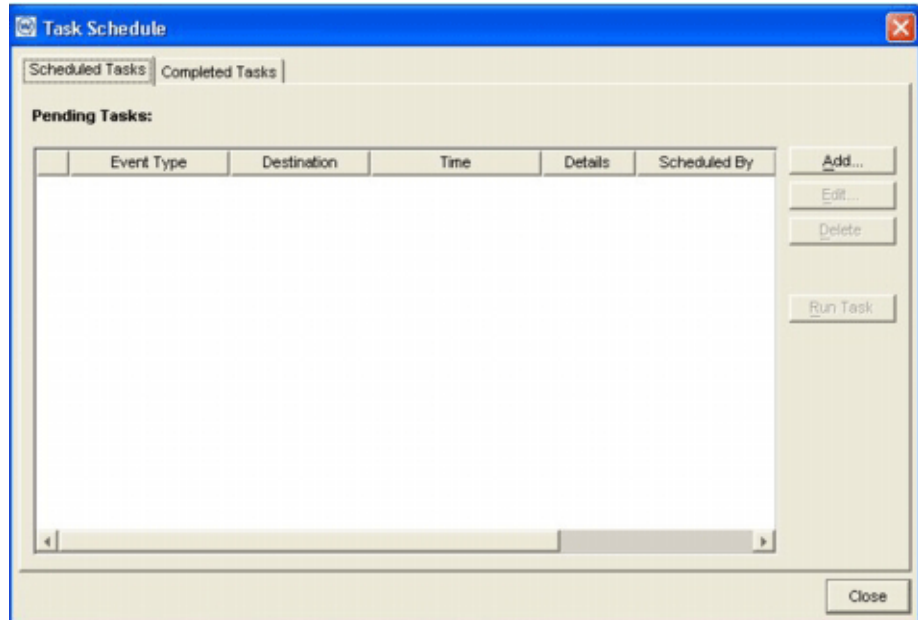 Task Schedule
Scheduled Tasks Completed Tasks
Pending Tasks:
Event Type Destination Time Details Scheduled By
Add...
Edit...
Delete
Run Task
Close